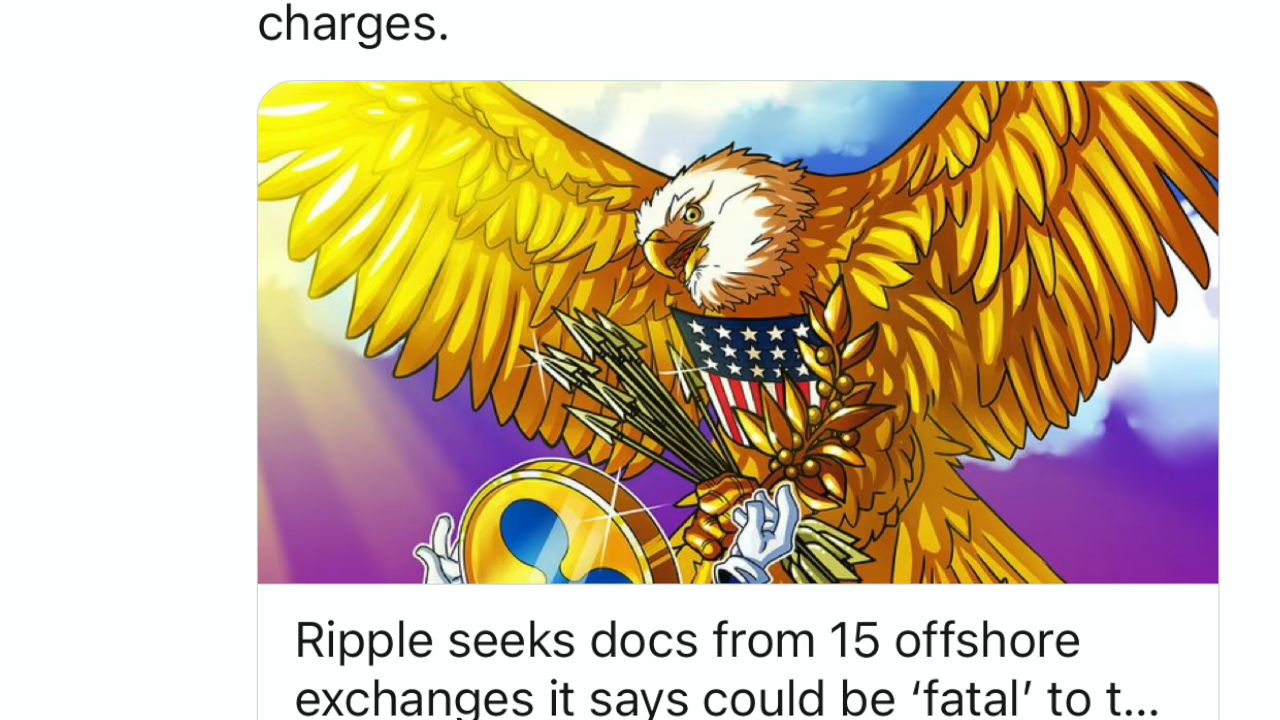 charges.
Ripple seeks docs from 15 offshore
exchanges it says could be ‘fatal’ to t...